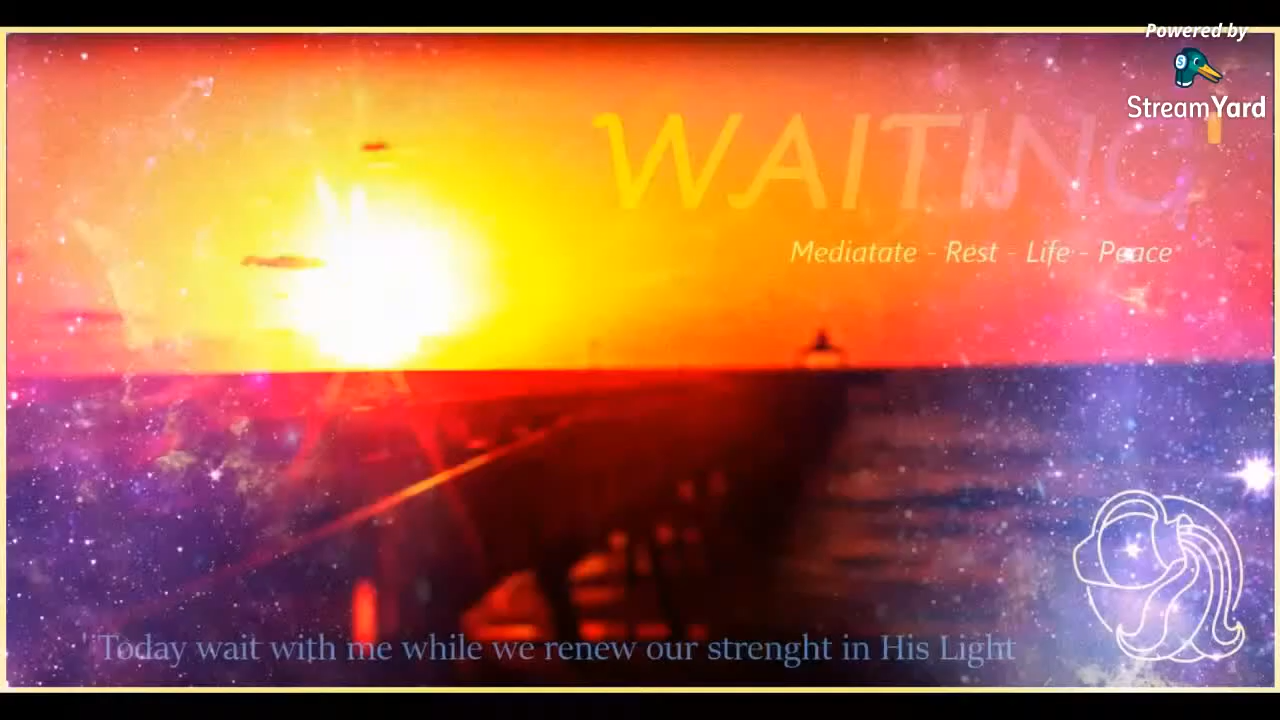 Powered by
StreamYard
WAITING
Mediatate - Rest - Life - Peace
Today wait with me while we renew our strenght in His Light